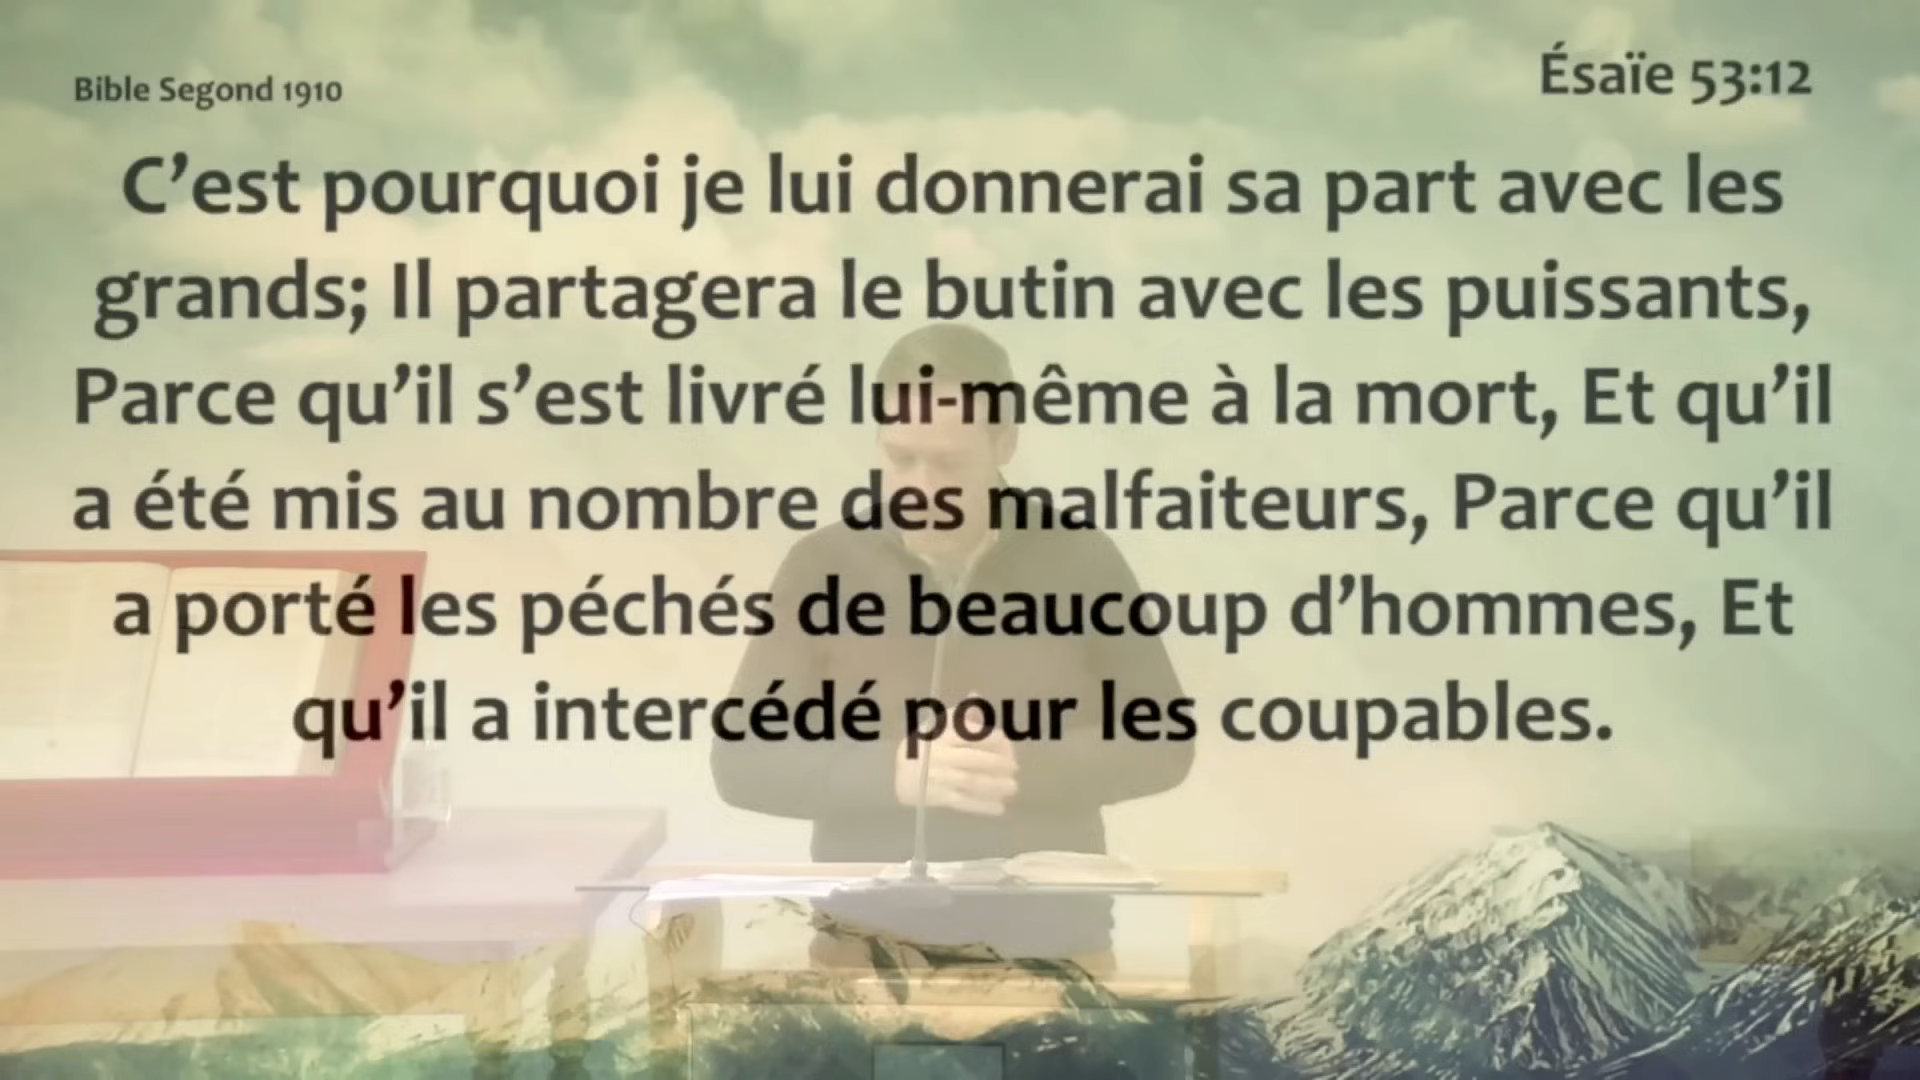 Bible Segond 1910
Ésaïe 53:12
C’est pourquoi je lui donnerai sa part avec les
grands; Il partagera le butin avec les puissants,
Parce qu’il s’est livré lui-même à la mort, Et qu’il
a été mis au nombre des malfaiteurs, Parce qu’il
a porté les péchés de beaucoup d’hommes, Et
qu’il a intercédé pour les coupables.